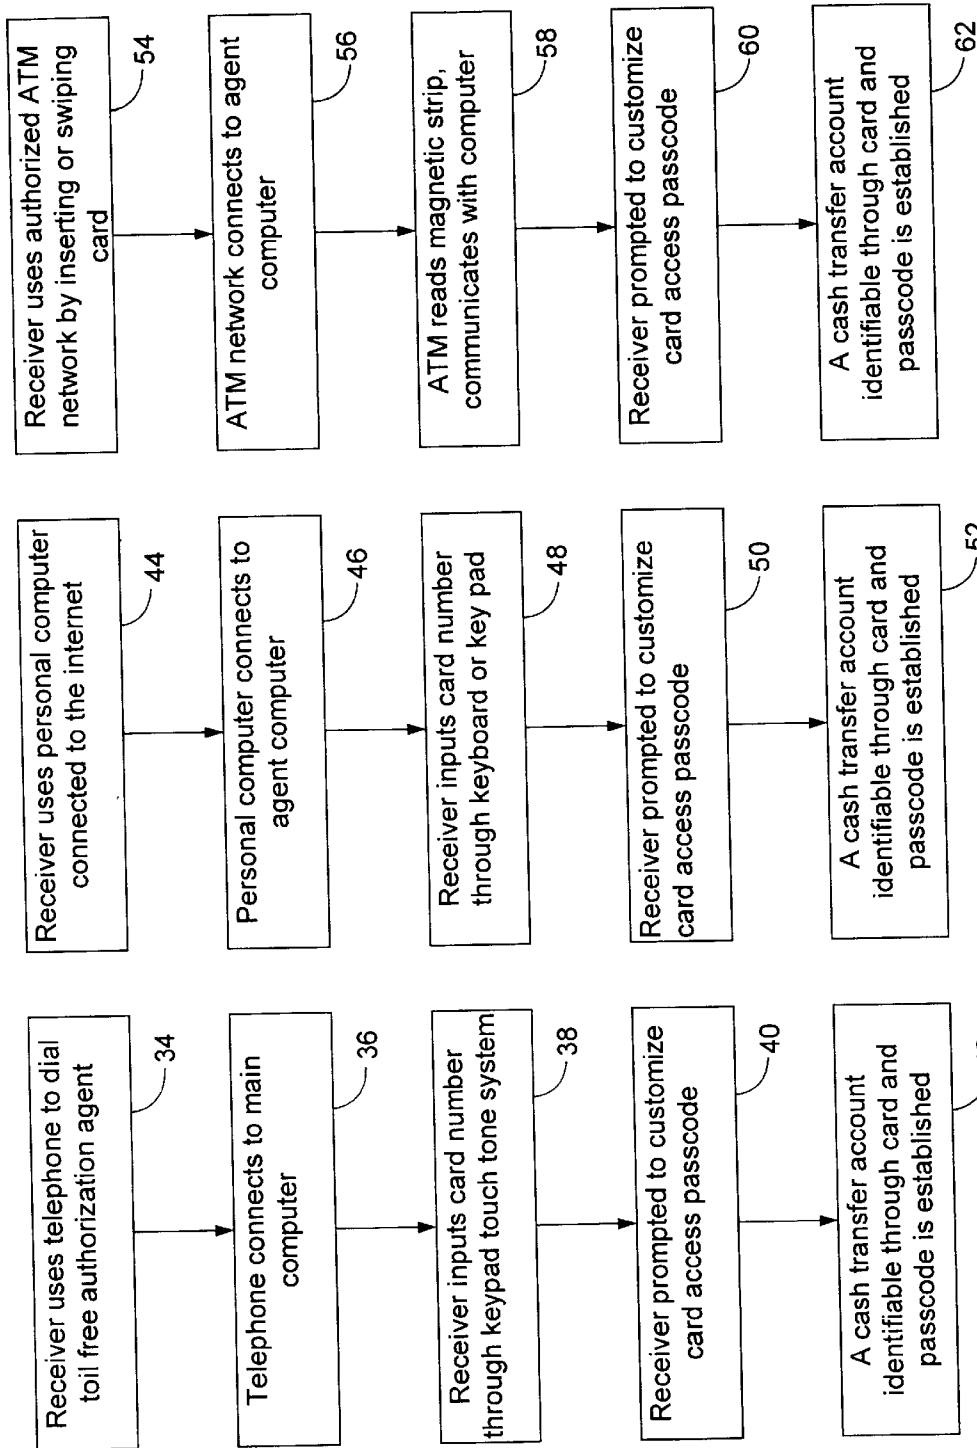 Receiver uses telephone to dial
toil free authorization agent
34
Telephone connects to main
computer
36
Receiver inputs card number
through keypad touch tone system
38
Receiver prompted to customize
card access passcode
40
A cash transfer account
identifiable through card and
passcode is established
Receiver uses personal computer
connected to the internet
44
Personal computer connects to
agent computer
46
Receiver inputs card number
through keyboard or key pad
48
Receiver prompted to customize
card access passcode
50
A cash transfer account
identifiable through card and
passcode is established
52
Receiver uses authorized ATM
network by inserting or swiping
card
54
ATM network connects to agent
computer
56
ATM reads magnetic strip,
communicates with computer
58
Receiver prompted to customize
card access passcode
60
A cash transfer account
identifiable through card and
passcode is established
62